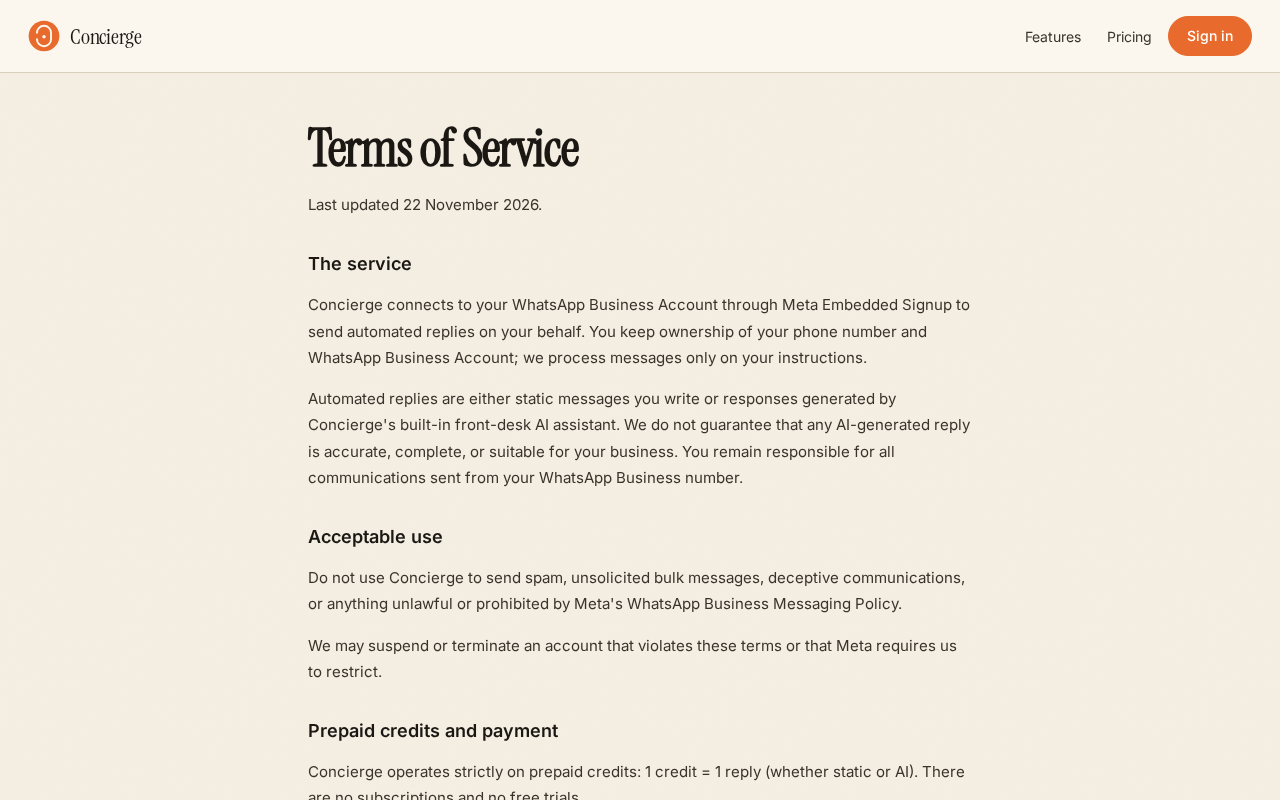 Concierge
Features
Pricing
Sign in
Terms of Service
Last updated 22 November 2026.
The service
Concierge connects to your WhatsApp Business Account through Meta Embedded Signup to
send automated replies on your behalf. You keep ownership of your phone number and
WhatsApp Business Account; we process messages only on your instructions.
Automated replies are either static messages you write or responses generated by
Concierge's built-in front-desk AI assistant. We do not guarantee that any AI-generated reply
is accurate, complete, or suitable for your business. You remain responsible for all
communications sent from your WhatsApp Business number.
Acceptable use
Do not use Concierge to send spam, unsolicited bulk messages, deceptive communications,
or anything unlawful or prohibited by Meta's WhatsApp Business Messaging Policy.
We may suspend or terminate an account that violates these terms or that Meta requires us
to restrict.
Prepaid credits and payment
Concierge operates strictly on prepaid credits: 1 credit = 1 reply (whether static or AI). There
are no subscriptions and no free trials.